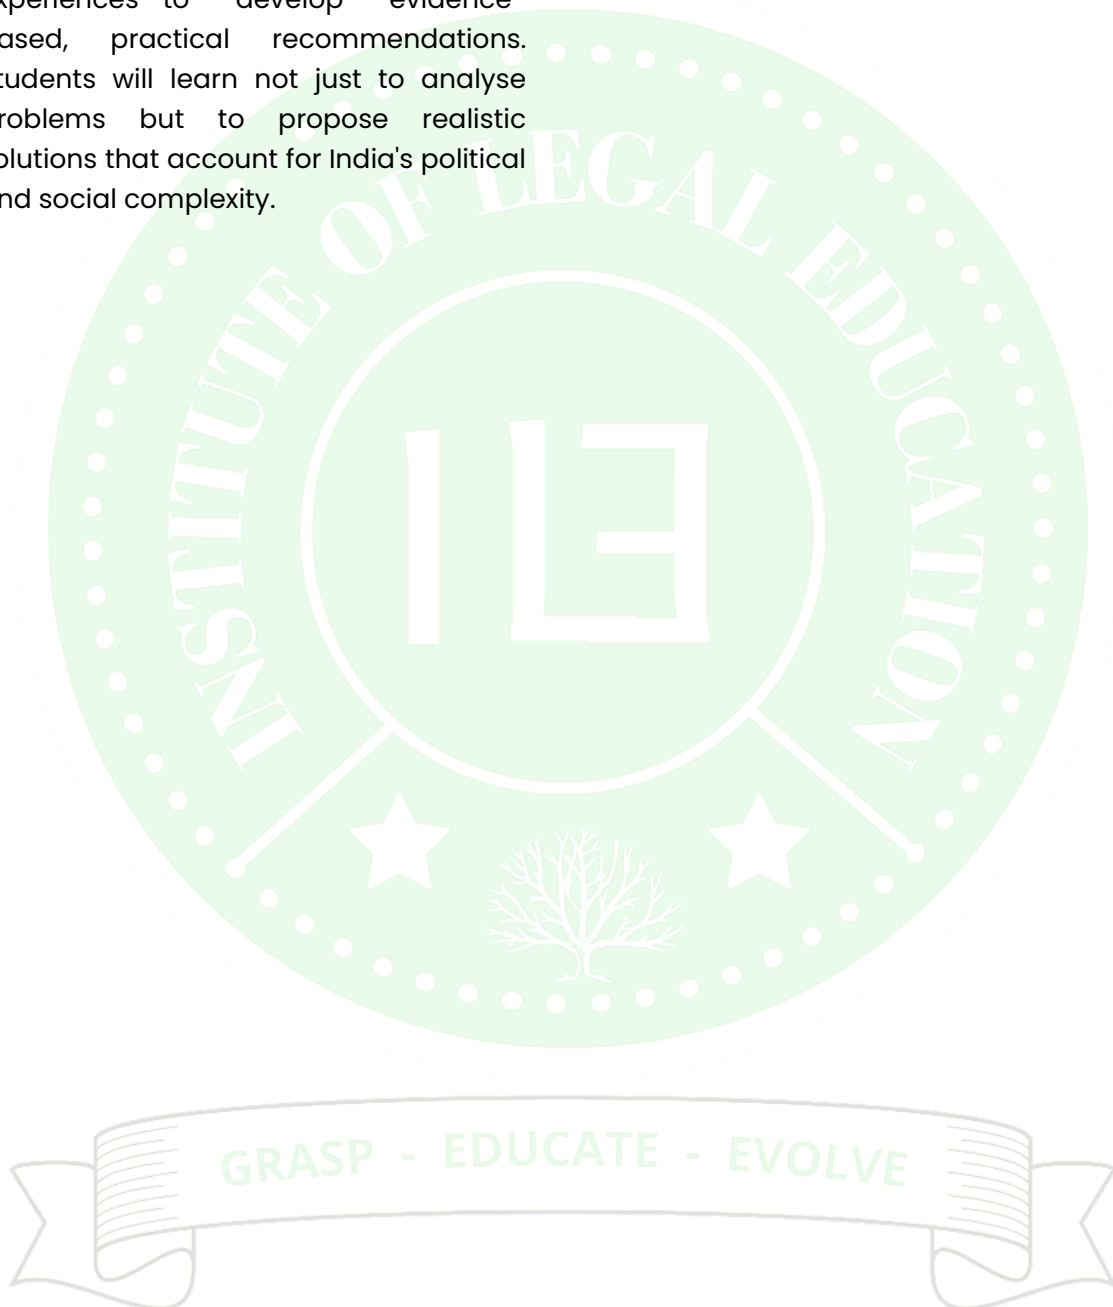 xperiences to develop evidence-
ased, practical recommendations.
tudents will learn not just to analyse
roblems but to propose realistic
olutions that account for India's political
nd social complexity.
INSTITUTE OF LEGAL EDUCATION
ILE
GRASP - EDUCATE - EVOLVE